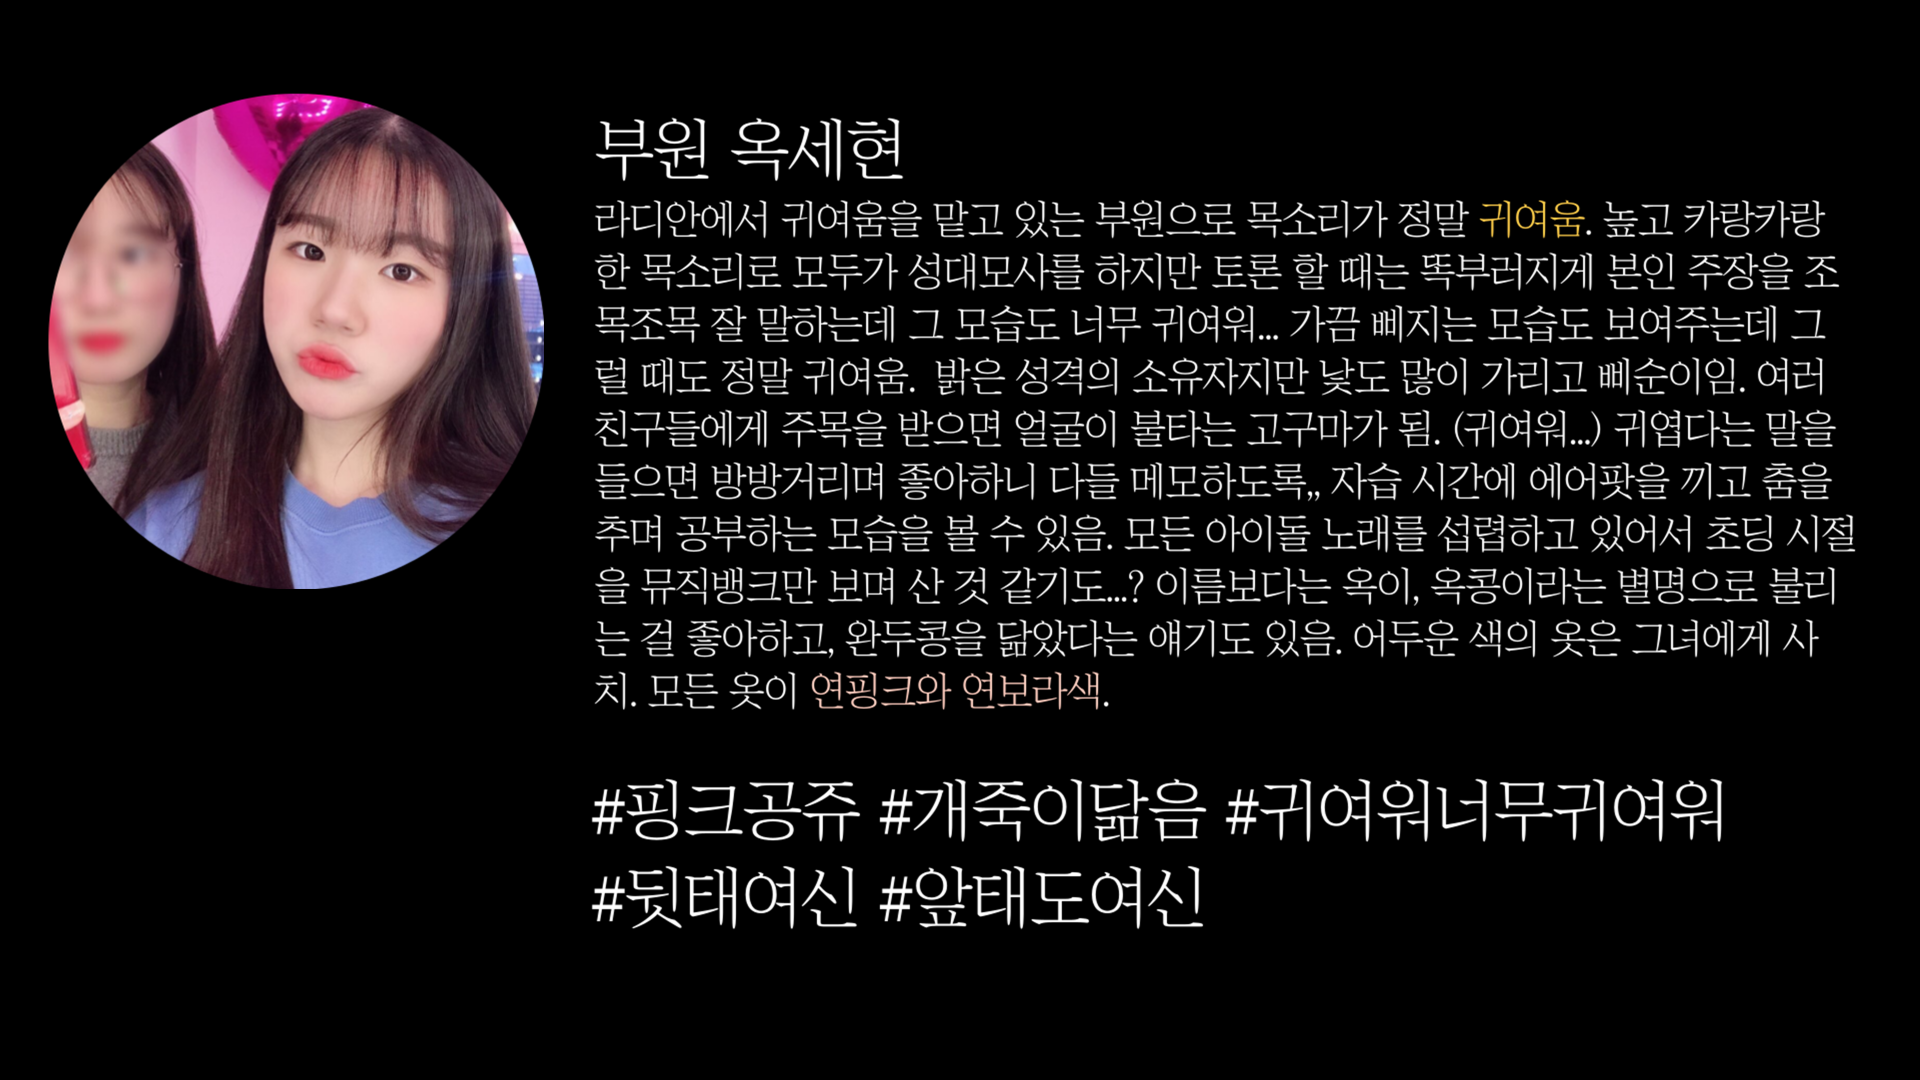 부원 옥세현
라디안에서 귀여움을 맡고 있는 부원으로 목소리가 정말 귀여움. 높고 카랑카랑
한 목소리로 모두가 성대모사를 하지만 토론 할 때는 똑부러지게 본인 주장을 조
목조목 잘 말하는데 그 모습도 너무 귀여워... 가끔 삐지는 모습도 보여주는데 그
럴 때도 정말 귀여움.  밝은 성격의 소유자지만 낯도 많이 가리고 삐순이임. 여러
친구들에게 주목을 받으면 얼굴이 불타는 고구마가 됨. (귀여워...) 귀엽다는 말을
들으면 방방거리며 좋아하니 다들 메모하도록,, 자습 시간에 에어팟을 끼고 춤을
추며 공부하는 모습을 볼 수 있음. 모든 아이돌 노래를 섭렵하고 있어서 초딩 시절
을 뮤직뱅크만 보며 산 것 같기도...? 이름보다는 옥이, 옥콩이라는 별명으로 불리
는 걸 좋아하고, 완두콩을 닮았다는 얘기도 있음. 어두운 색의 옷은 그녀에게 사
치. 모든 옷이 연핑크와 연보라색.
#핑크공쥬 #개죽이닮음 #귀여워너무귀여워
#뒷태여신 #앞태도여신